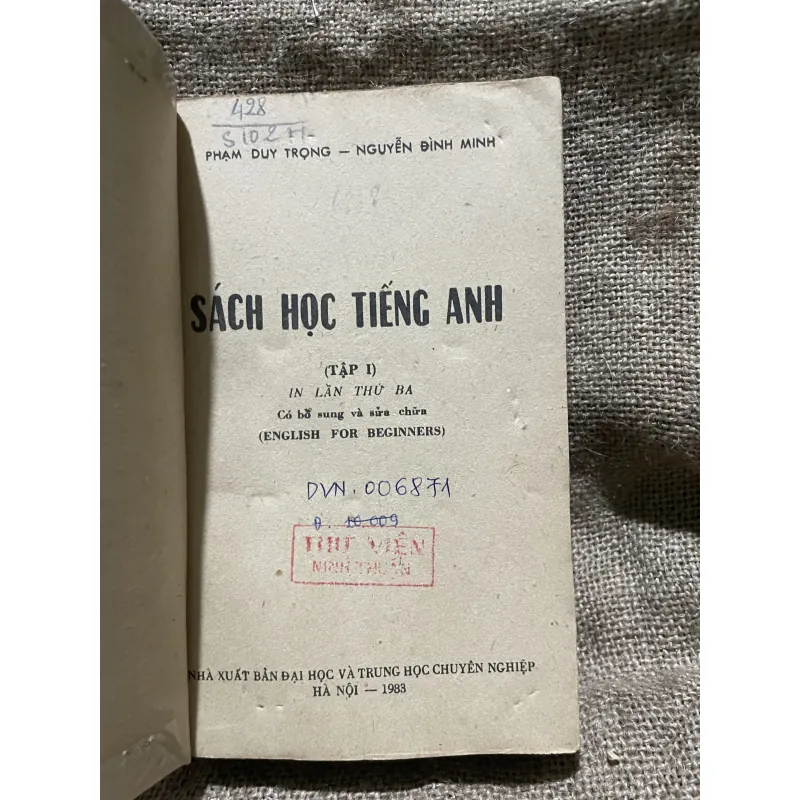 428
S102H
PHẠM DUY TRỌNG — NGUYỄN ĐÌNH MINH
SÁCH HỌC TIẾNG ANH
(TẬP I)
IN LẦN THỨ BA
Có bổ sung và sửa chữa
(ENGLISH FOR BEGINNERS)
DVN. 006871
Đ. 10.009
THƯ VIỆN
NINH THUẬN
NHÀ XUẤT BẢN ĐẠI HỌC VÀ TRUNG HỌC CHUYÊN NGHIỆP
HÀ NỘI — 1983